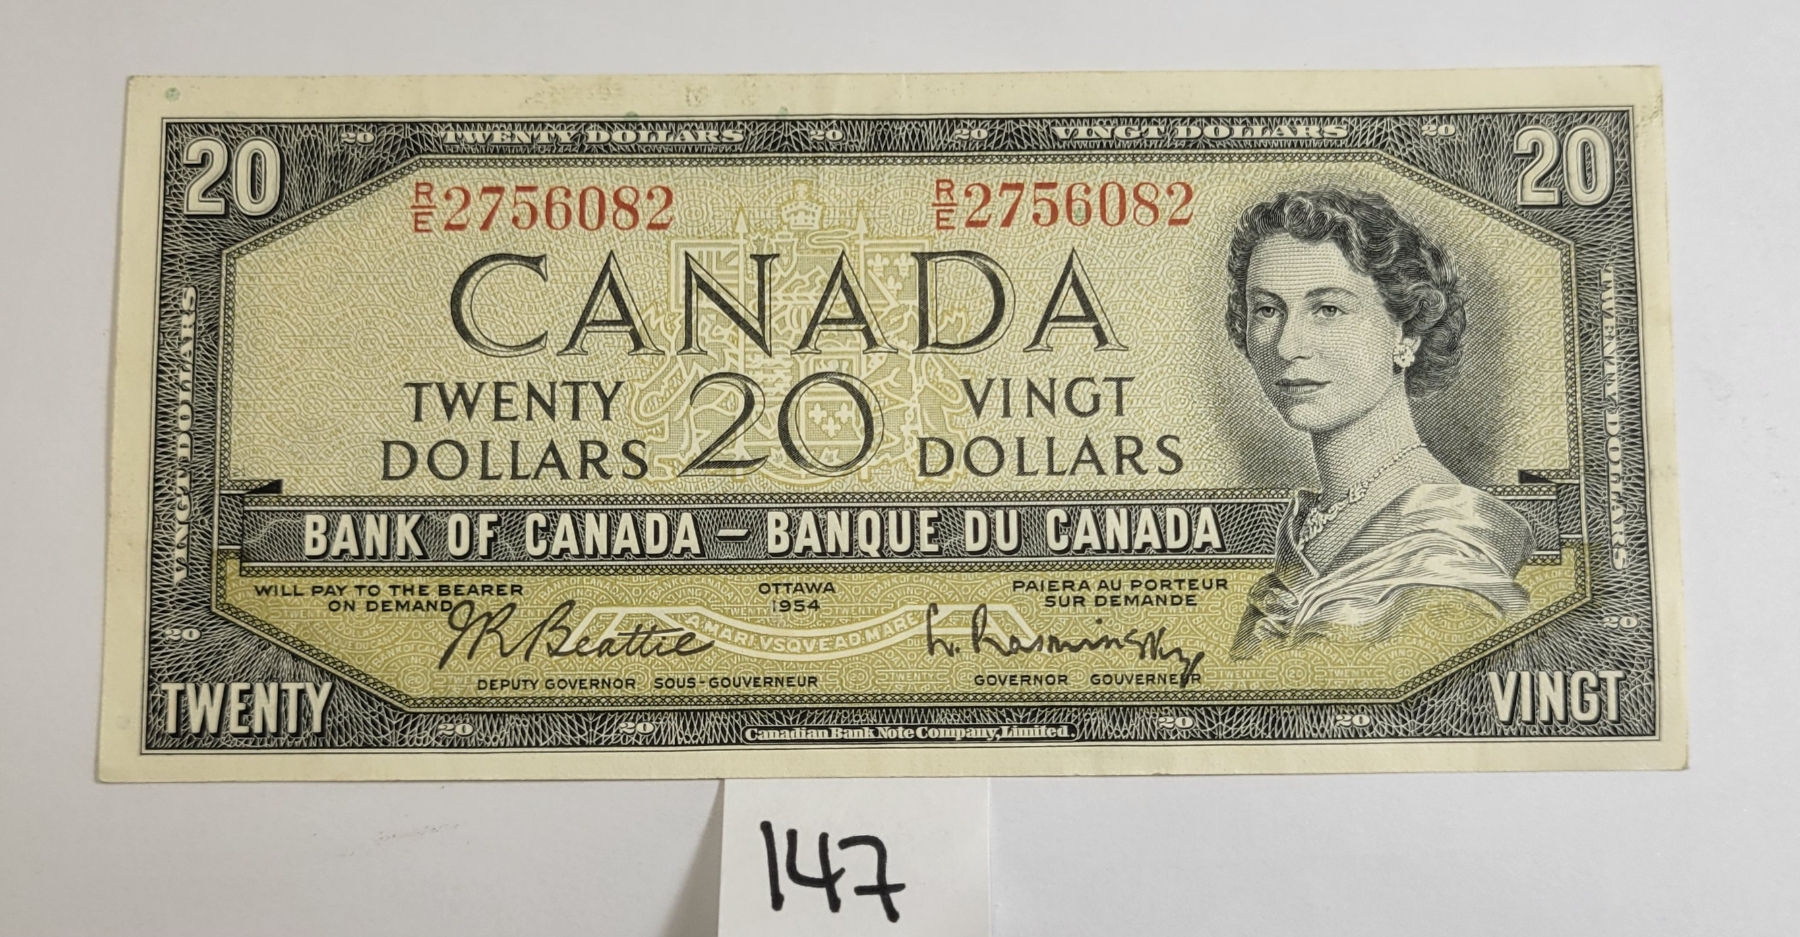 20 20 TWENTY DOLLARS 20 20 VINGT DOLLARS 20 20
R/E 2756082 R/E 2756082
CANADA
TWENTY DOLLARS 20 VINGT DOLLARS
VINGT DOLLARS
TWENTY DOLLARS
BANK OF CANADA – BANQUE DU CANADA
WILL PAY TO THE BEARER
ON DEMAND
OTTAWA
1954
PAIERA AU PORTEUR
SUR DEMANDE
A MARI VSQVE AD MARE
J R Beattie L. Rasminsky
DEPUTY GOVERNOR SOUS-GOUVERNEUR
GOVERNOR GOUVERNEUR
20 20
TWENTY VINGT
20 20 Canadian Bank Note Company, Limited. 20 20
147